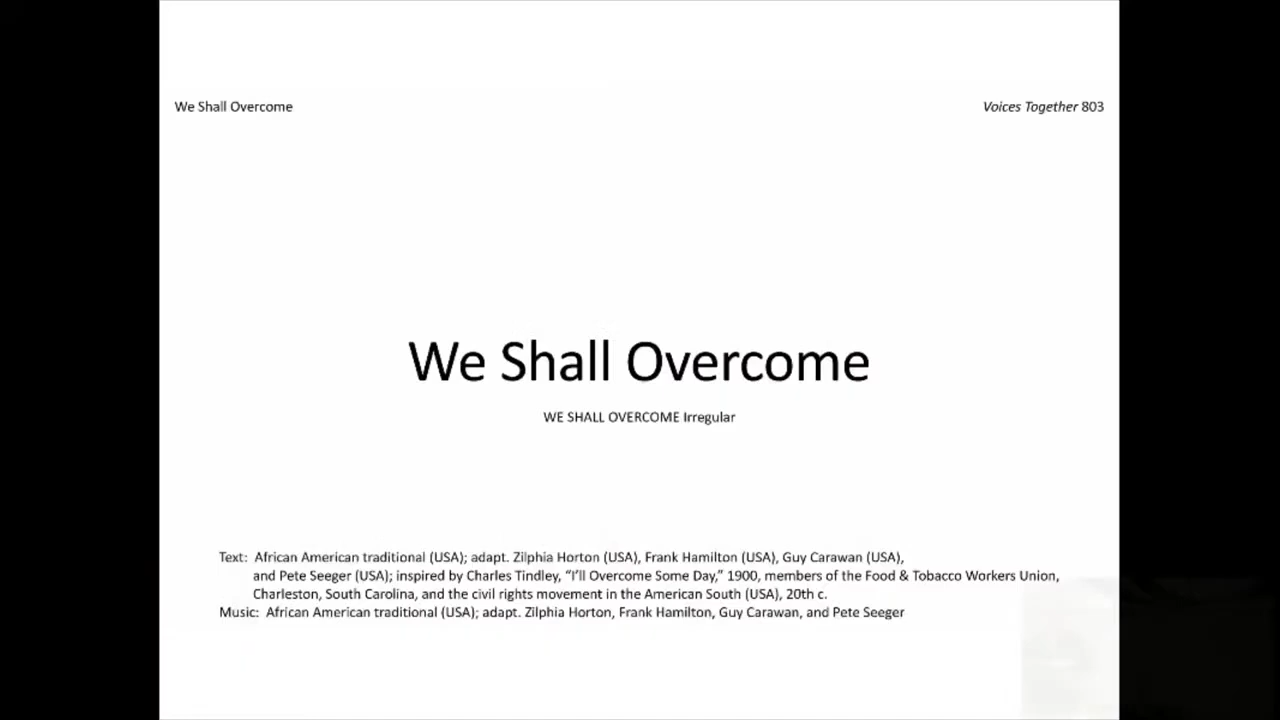 We Shall Overcome
Voices Together 803
We Shall Overcome
WE SHALL OVERCOME Irregular
Text: African American traditional (USA); adapt. Zilphia Horton (USA), Frank Hamilton (USA), Guy Carawan (USA),
and Pete Seeger (USA); inspired by Charles Tindley, “I’ll Overcome Some Day,” 1900, members of the Food & Tobacco Workers Union,
Charleston, South Carolina, and the civil rights movement in the American South (USA), 20th c.
Music: African American traditional (USA); adapt. Zilphia Horton, Frank Hamilton, Guy Carawan, and Pete Seeger